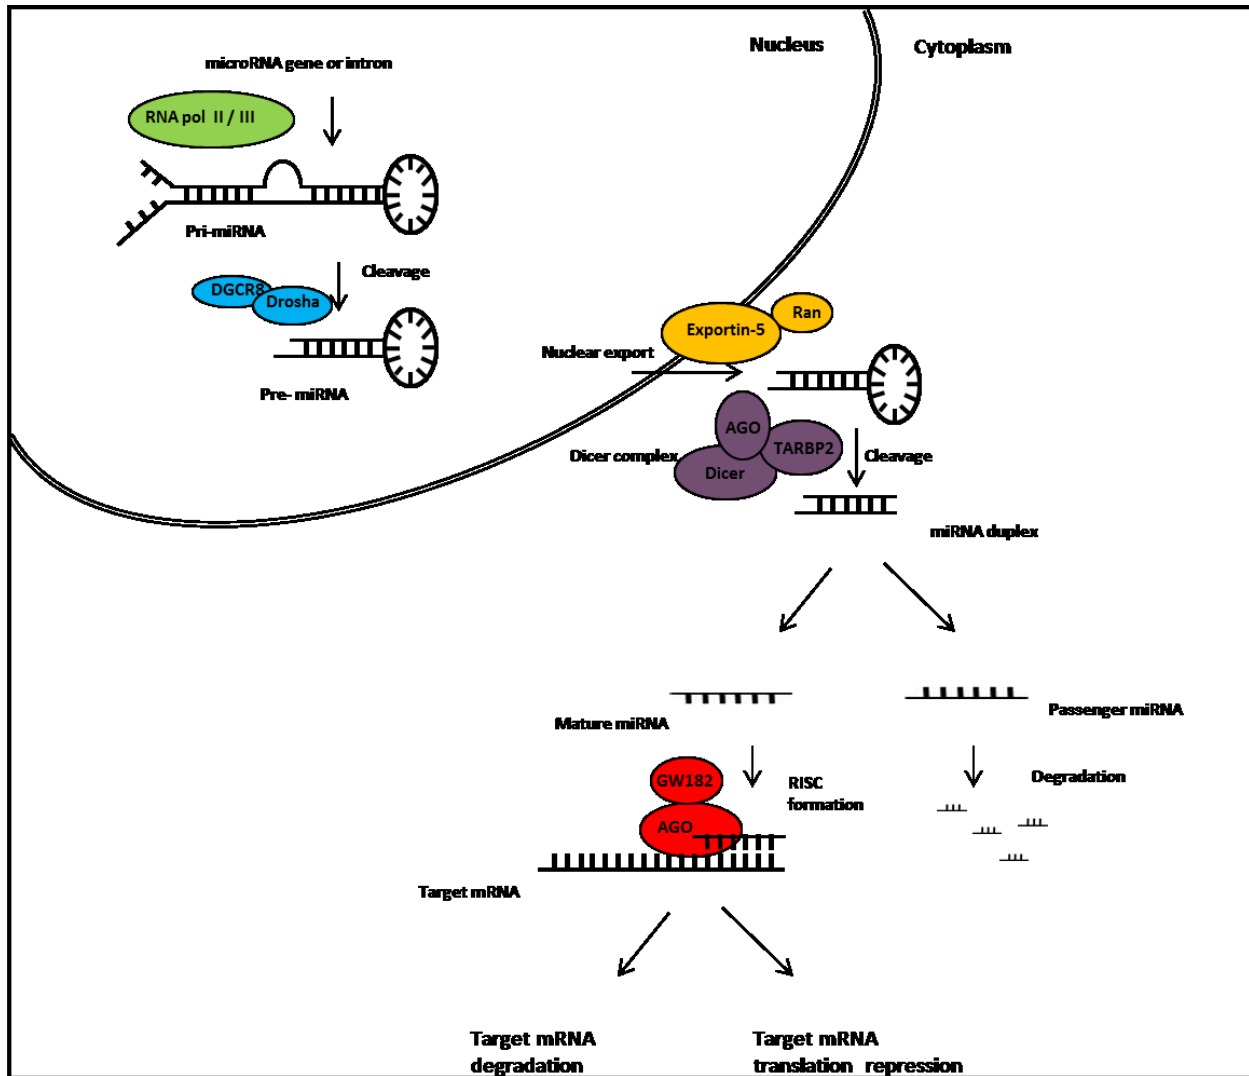 Nucleus
Cytoplasm
microRNA gene or intron
RNA pol II / III
Pri-miRNA
Cleavage
DGCR8
Drosha
Pre- miRNA
Exportin-5
Ran
Nuclear export
AGO
TARBP2
Dicer complex
Dicer
Cleavage
miRNA duplex
Mature miRNA
Passenger miRNA
GW182
RISC
formation
Degradation
AGO
Target mRNA
Target mRNA
degradation
Target mRNA
translation repression